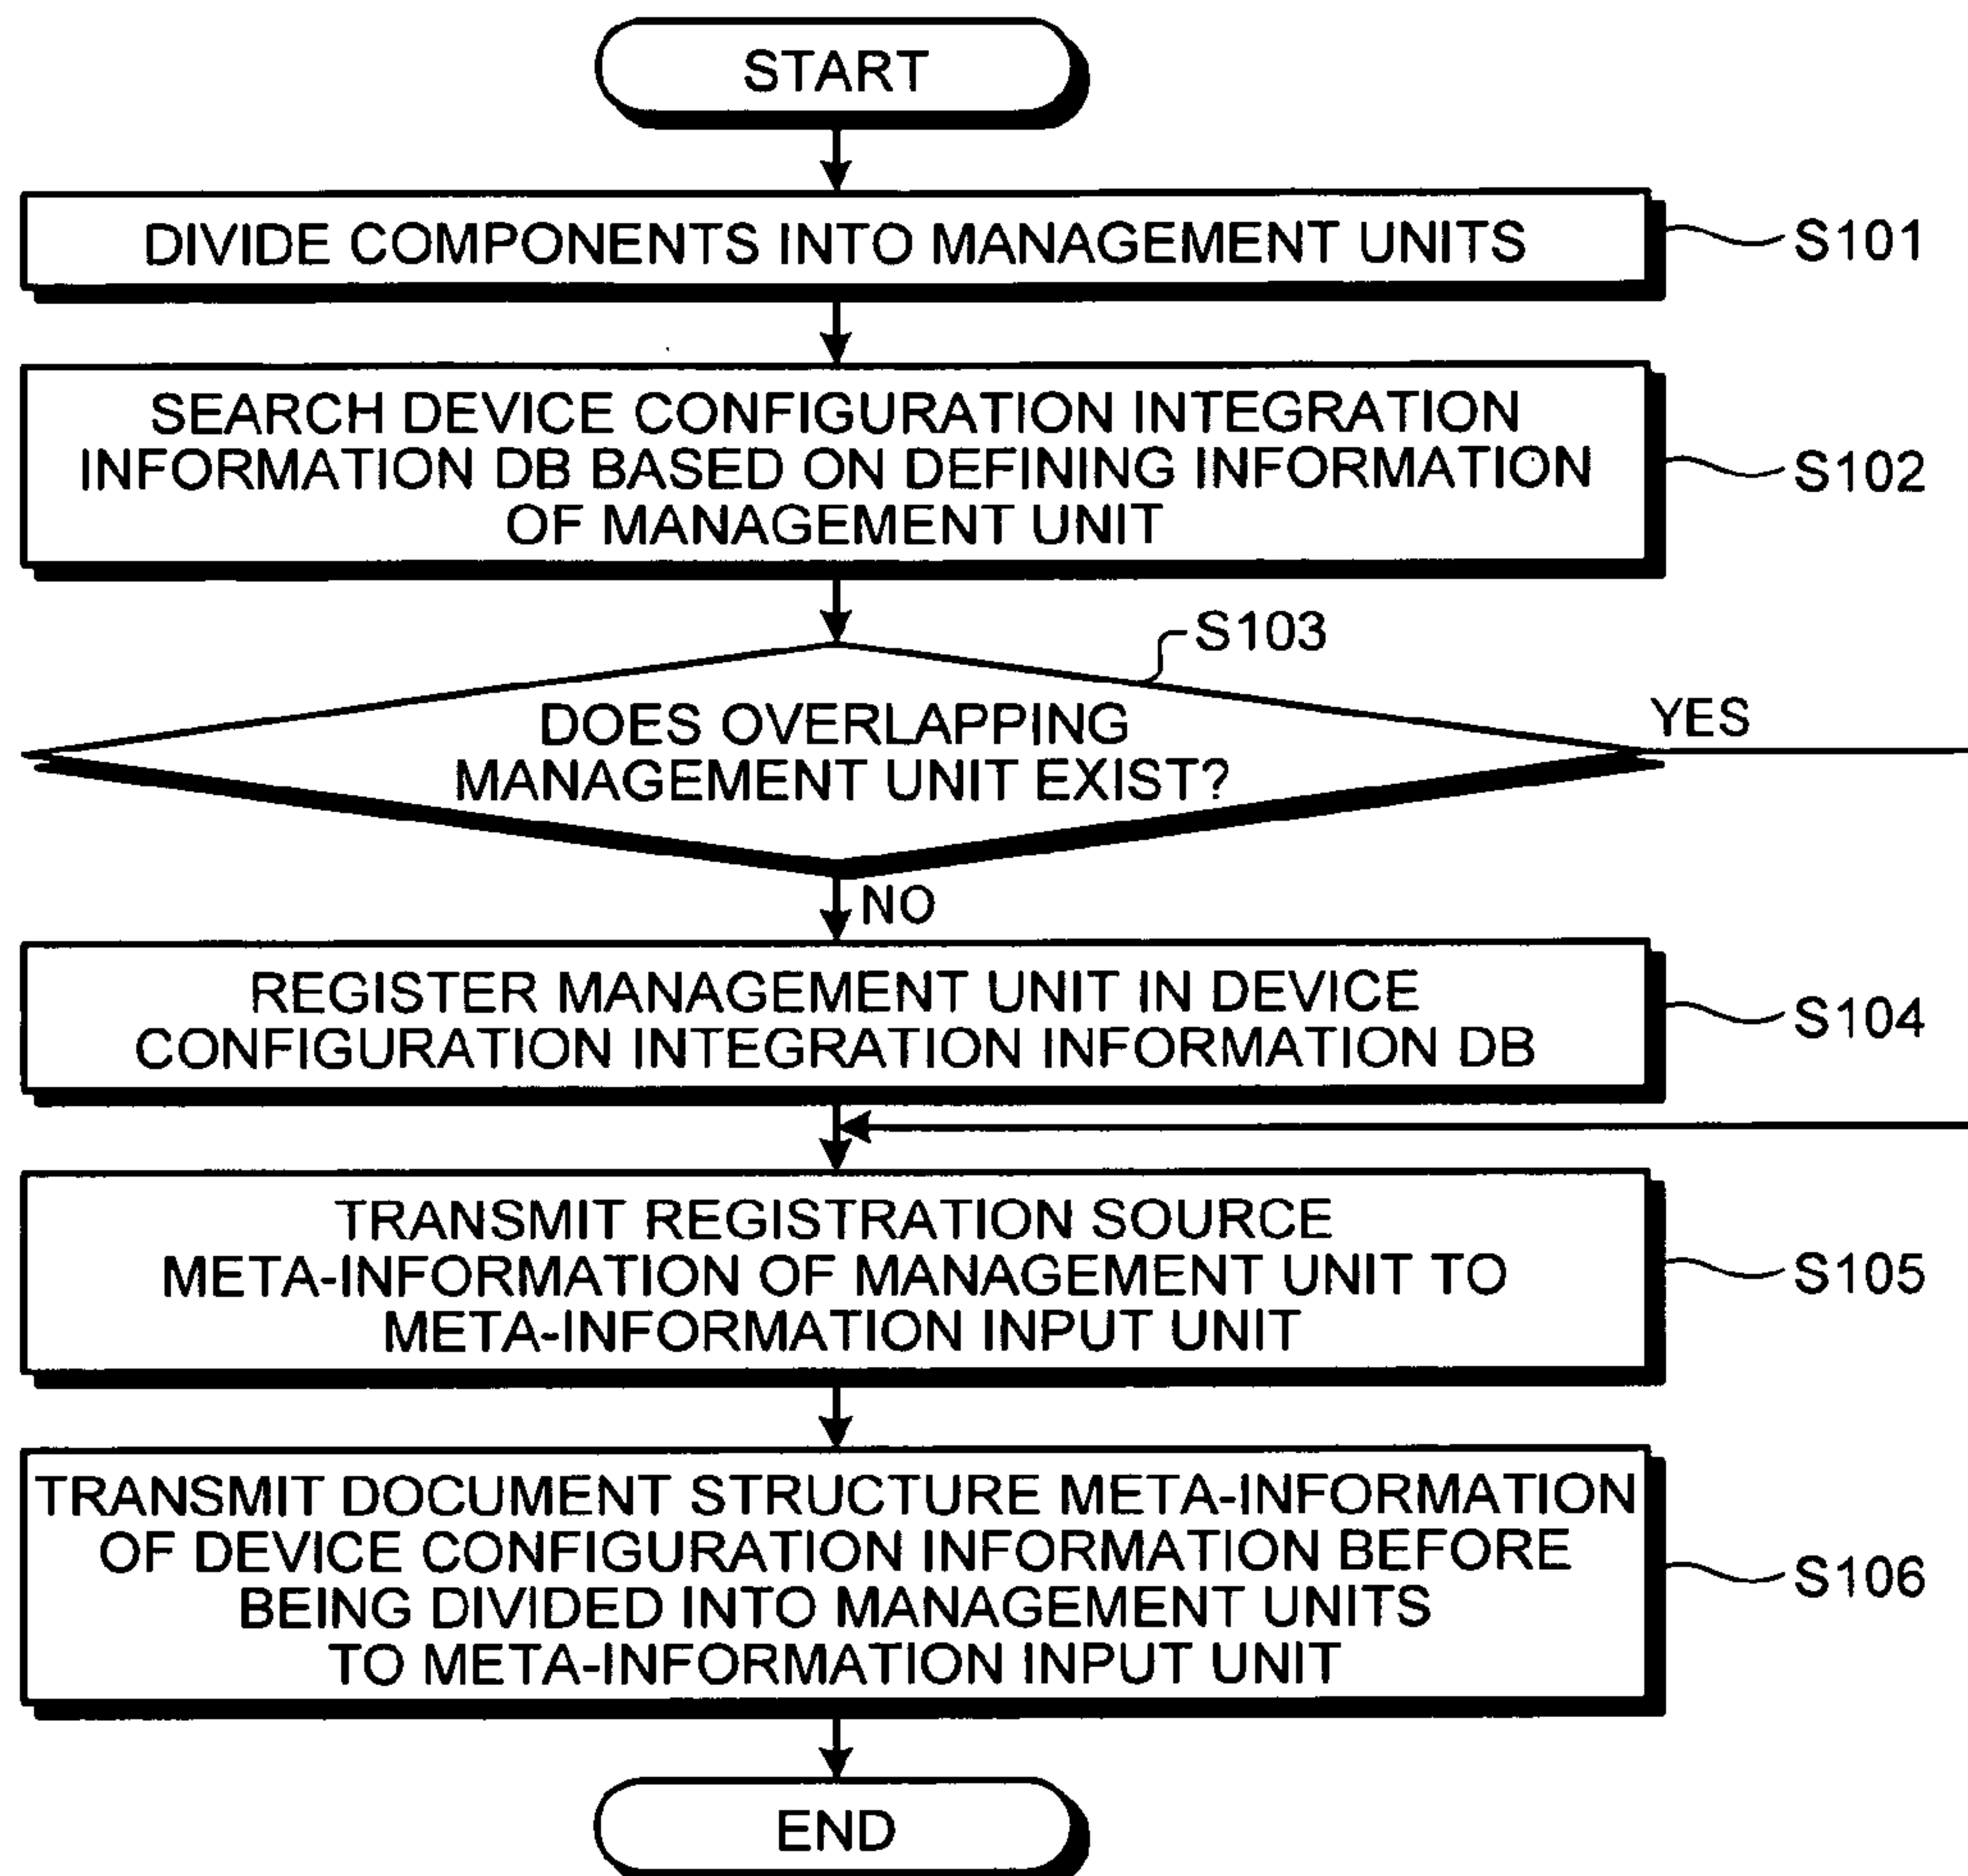 START
DIVIDE COMPONENTS INTO MANAGEMENT UNITS
S101
SEARCH DEVICE CONFIGURATION INTEGRATION
INFORMATION DB BASED ON DEFINING INFORMATION
OF MANAGEMENT UNIT
S102
S103
DOES OVERLAPPING
MANAGEMENT UNIT EXIST?
YES
NO
REGISTER MANAGEMENT UNIT IN DEVICE
CONFIGURATION INTEGRATION INFORMATION DB
S104
TRANSMIT REGISTRATION SOURCE
META-INFORMATION OF MANAGEMENT UNIT TO
META-INFORMATION INPUT UNIT
S105
TRANSMIT DOCUMENT STRUCTURE META-INFORMATION
OF DEVICE CONFIGURATION INFORMATION BEFORE
BEING DIVIDED INTO MANAGEMENT UNITS
TO META-INFORMATION INPUT UNIT
S106
END